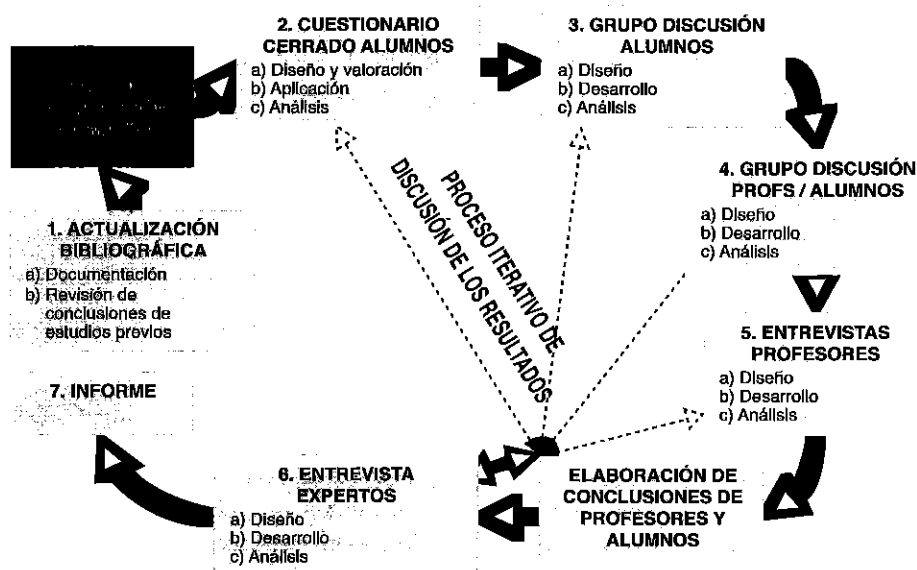 2. CUESTIONARIO
CERRADO ALUMNOS
a) Diseño y valoración
b) Aplicación
c) Análisis
3. GRUPO DISCUSIÓN
ALUMNOS
a) Diseño
b) Desarrollo
c) Análisis
4. GRUPO DISCUSIÓN
PROFS / ALUMNOS
a) Diseño
b) Desarrollo
c) Análisis
1. ACTUALIZACIÓN
BIBLIOGRÁFICA
a) Documentación
b) Revisión de
conclusiones de
estudios previos
PROCESO ITERATIVO DE
DISCUSIÓN DE LOS RESULTADOS
5. ENTREVISTAS
PROFESORES
a) Diseño
b) Desarrollo
c) Análisis
7. INFORME
6. ENTREVISTA
EXPERTOS
a) Diseño
b) Desarrollo
c) Análisis
ELABORACIÓN DE
CONCLUSIONES DE
PROFESORES Y
ALUMNOS